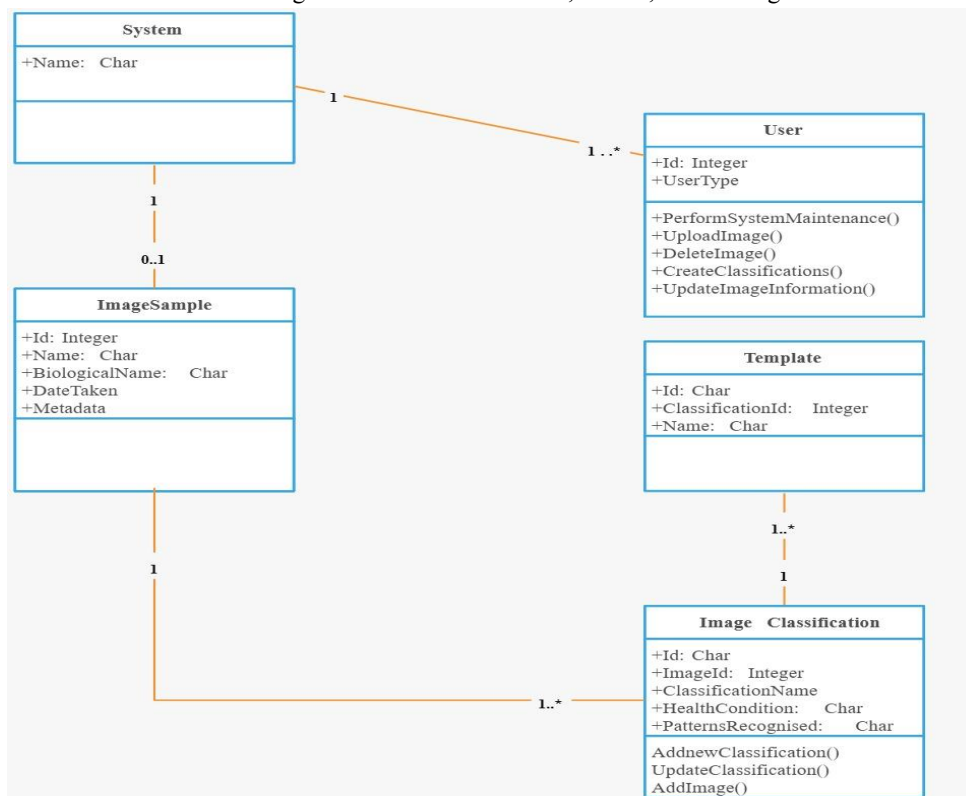 System
+Name: Char
1
1 . .*
User
+Id: Integer
+UserType
+PerformSystemMaintenance()
+UploadImage()
+DeleteImage()
+CreateClassifications()
+UpdateImageInformation()
1
0..1
ImageSample
+Id: Integer
+Name: Char
+BiologicalName: Char
+DateTaken
+Metadata
Template
+Id: Char
+ClassificationId: Integer
+Name: Char
1..*
1
1
1..*
Image Classification
+Id: Char
+ImageId: Integer
+ClassificationName
+HealthCondition: Char
+PatternsRecognised: Char
AddnewClassification()
UpdateClassification()
AddImage()